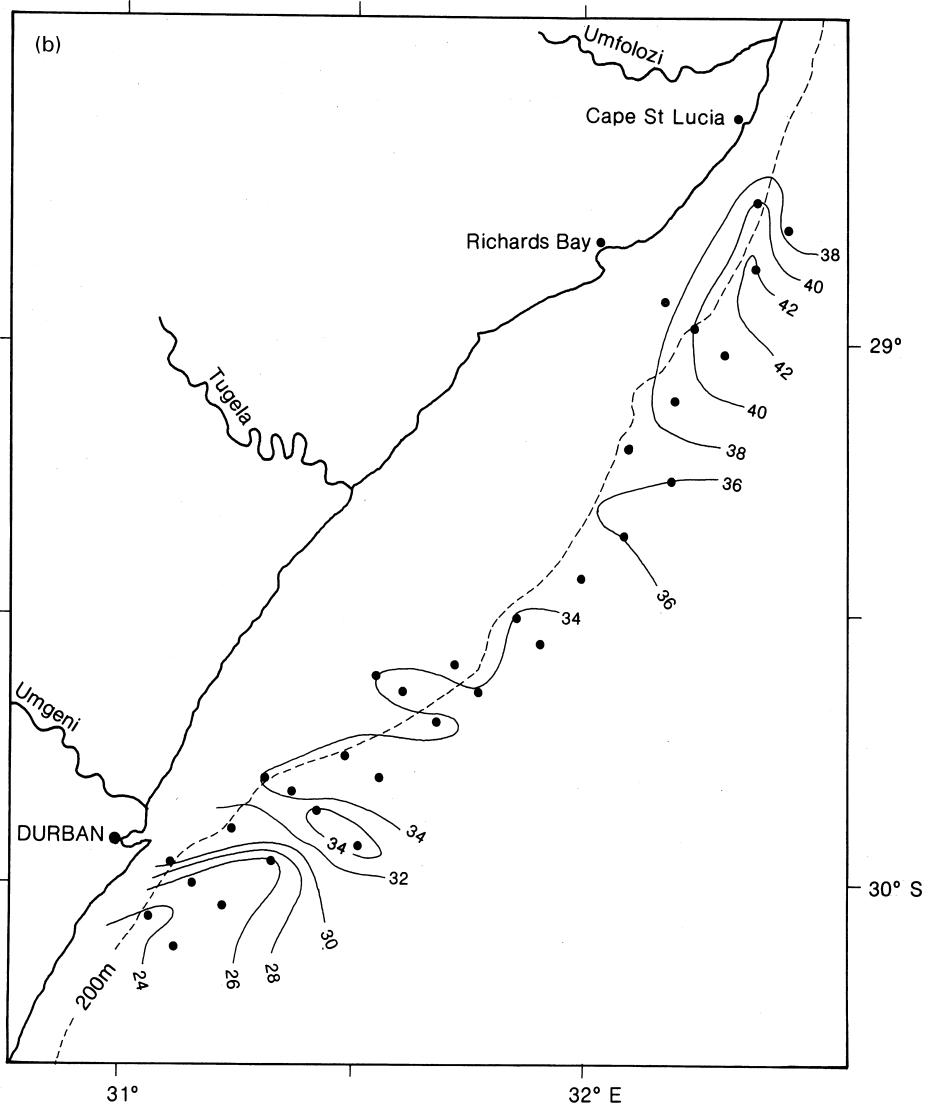 (b)
Umfolozi
Cape St Lucia
Richards Bay
38
40
42
29°
42
Tugela
40
38
36
36
34
Umgeni
34
DURBAN
34
32
30° S
30
24
26
28
200m
31°
32° E